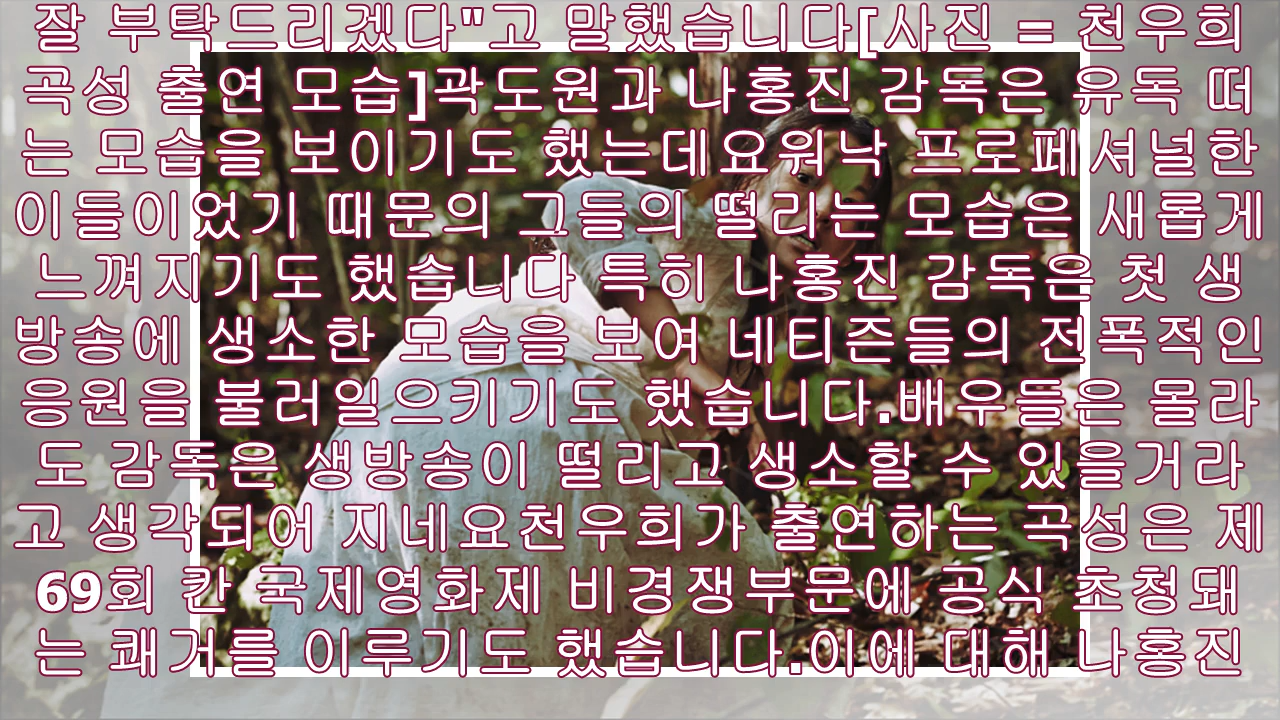 잘 부탁드리겠다"고 말했습니다[사진 = 천우희
곡성 출연 모습]곽도원과 나홍진 감독은 유독 떠
는 모습을 보이기도 했는데요워낙 프로페셔널한
이들이었기 때문의 그들의 떨리는 모습은 새롭게
느껴지기도 했습니다 특히 나홍진 감독은 첫 생
방송에 생소한 모습을 보여 네티즌들의 전폭적인
응원을 불러일으키기도 했습니다.배우들은 몰라
도 감독은 생방송이 떨리고 생소할 수 있을거라
고 생각되어 지네요천우희가 출연하는 곡성은 제
69회 칸 국제영화제 비경쟁부문에 공식 초청돼
는 쾌거를 이루기도 했습니다.이에 대해 나홍진